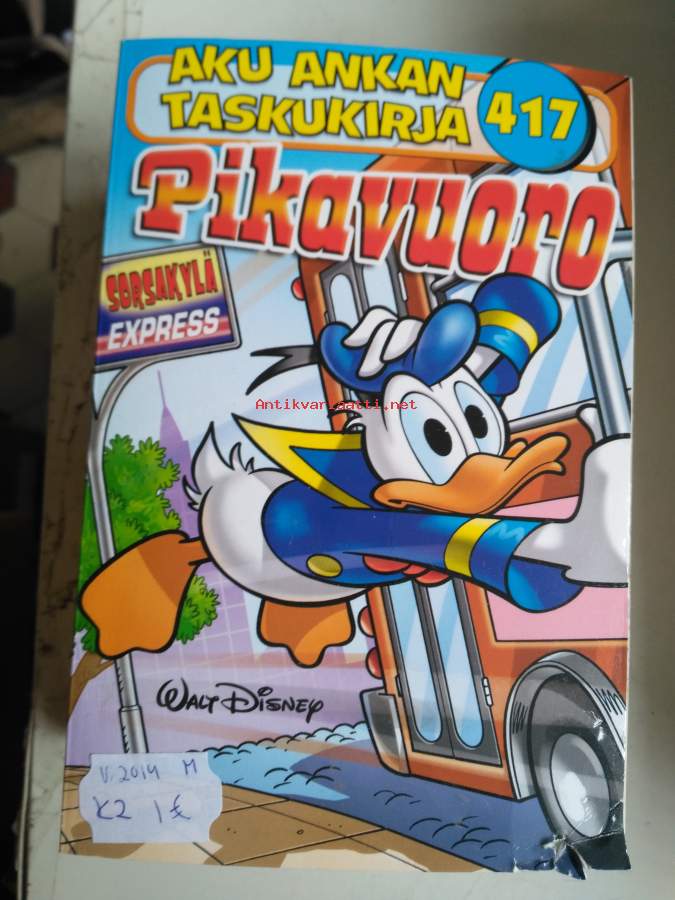 AKU ANKAN
TASKUKIRJA
417
Pikavuoro
SORSAKYLÄ
EXPRESS
Antikvariaatti.net
WALT DISNEY
V. 2014 M
K2 1€